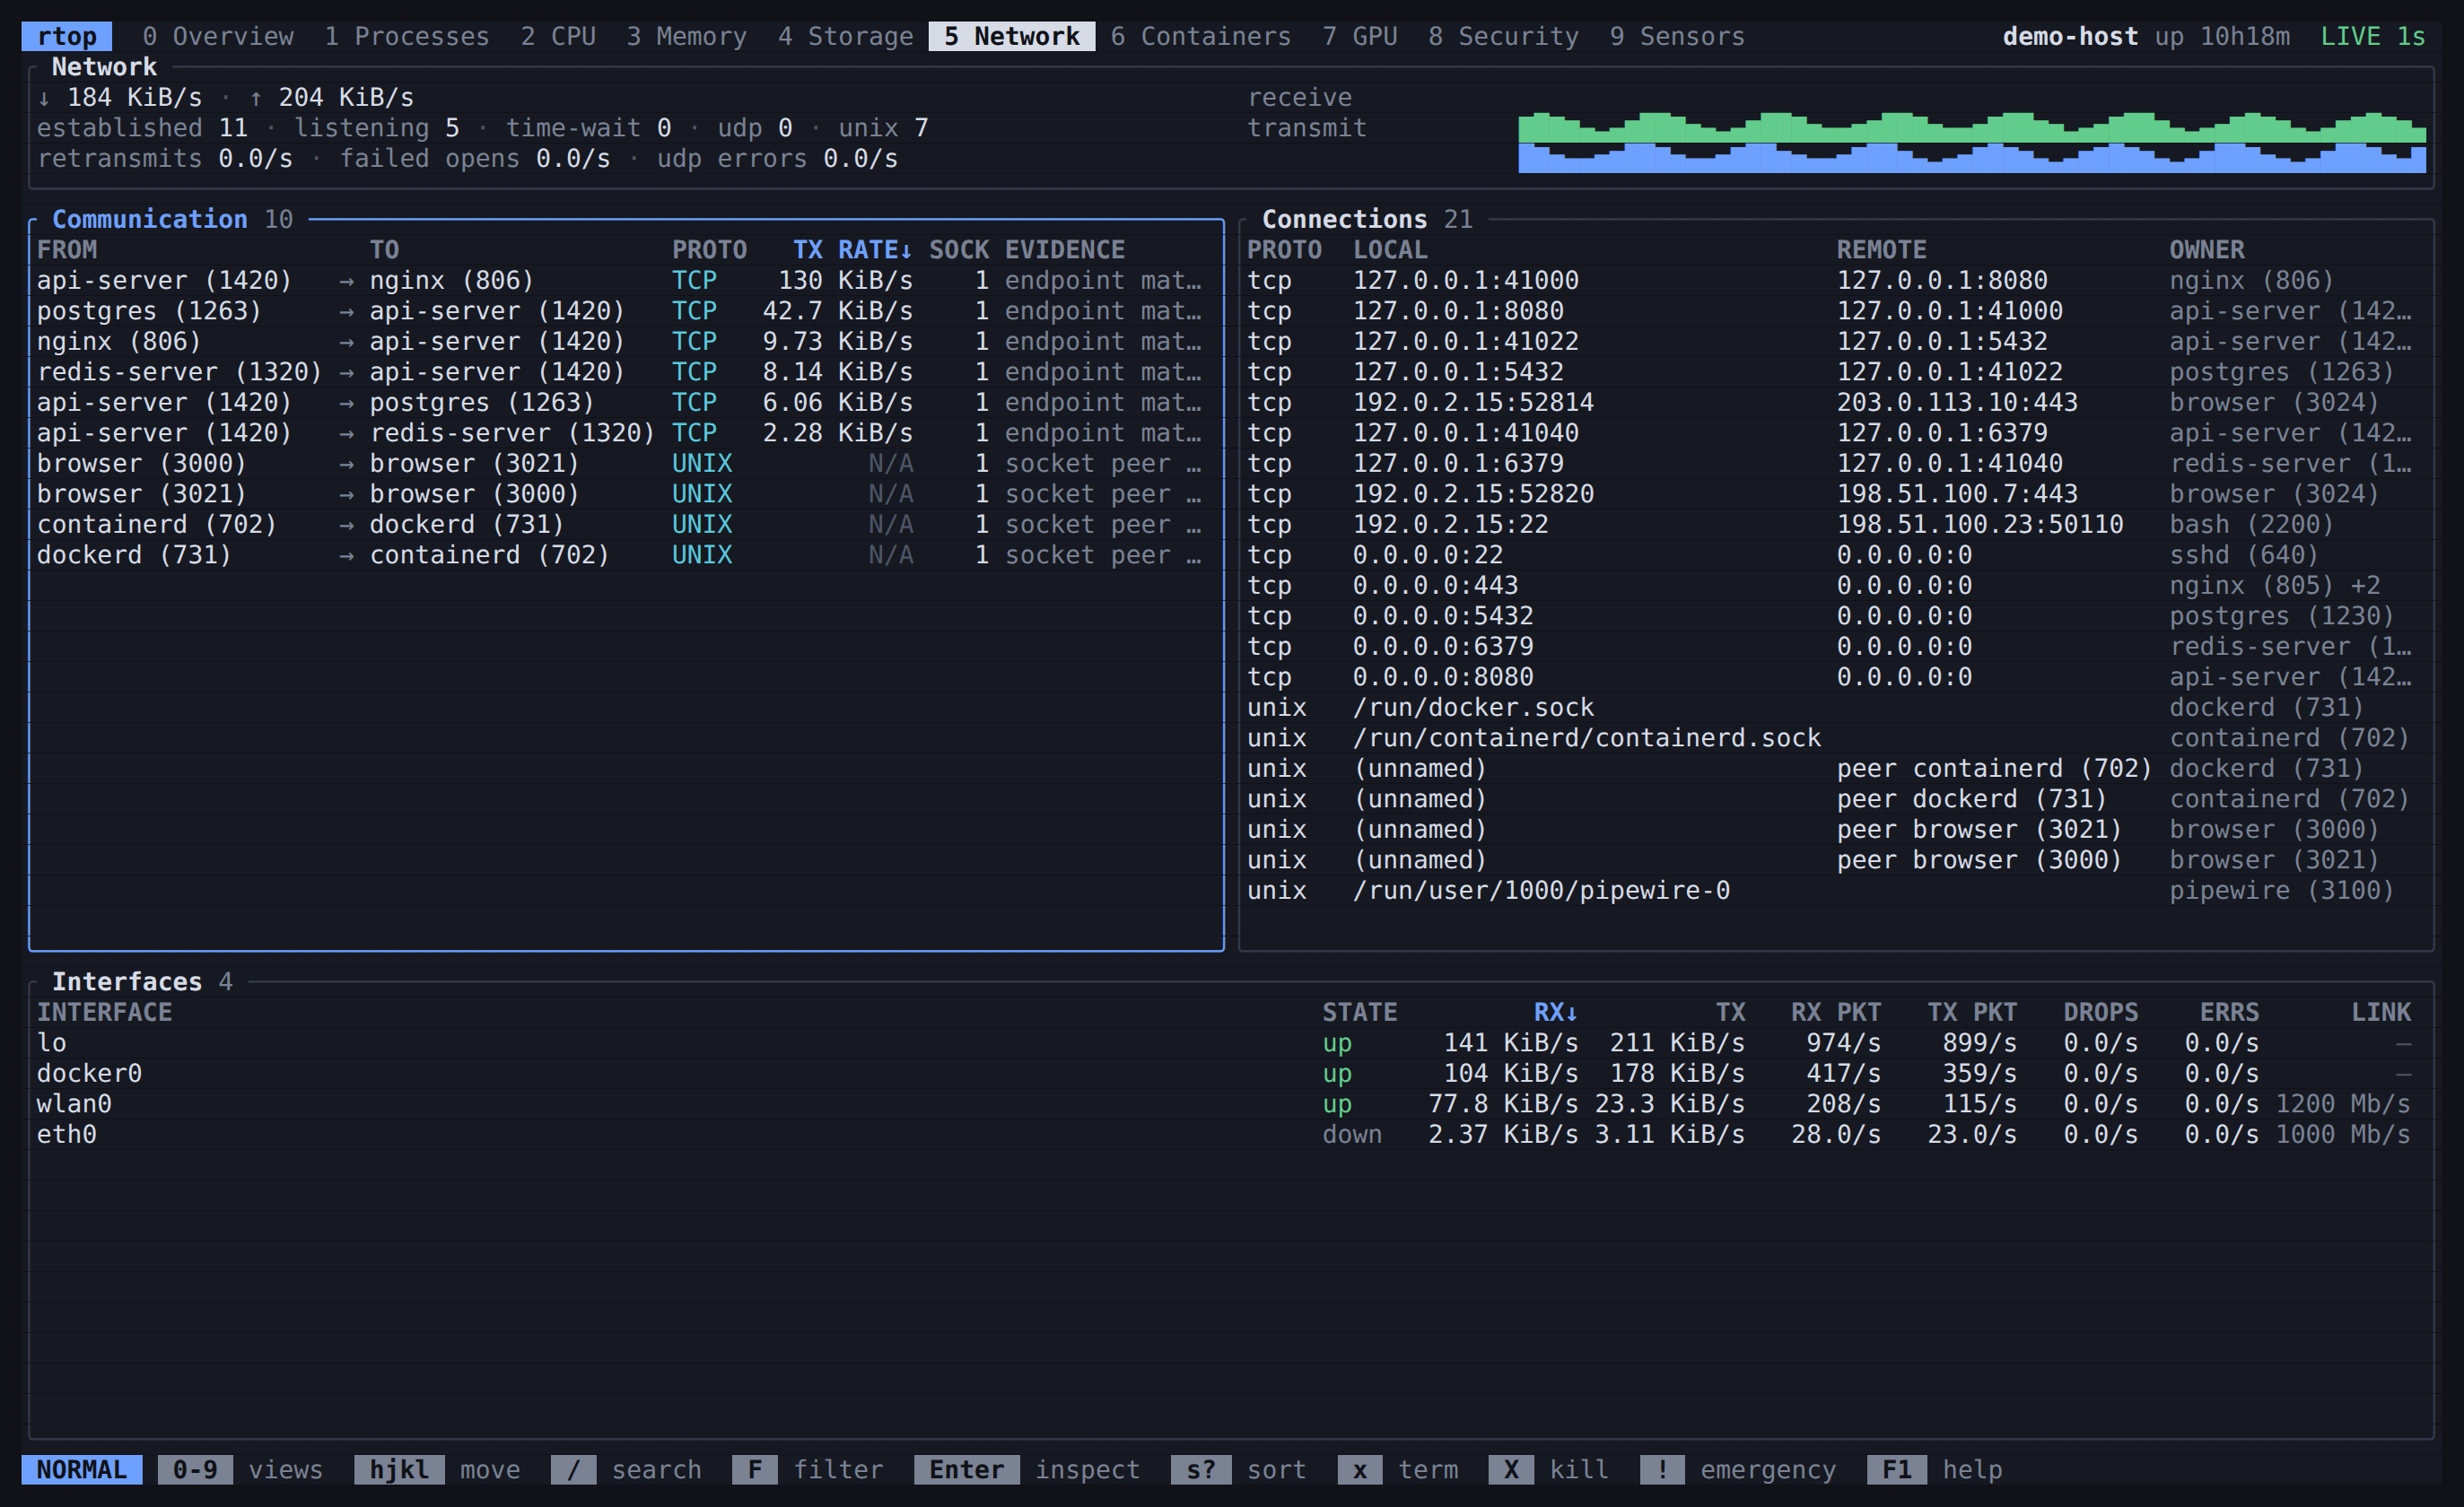 rtop 0 Overview 1 Processes 2 CPU 3 Memory 4 Storage 5 Network 6 Containers 7 GPU 8 Security 9 Sensors demo-host up 10h18m LIVE 1s
Network
↓ 184 KiB/s · ↑ 204 KiB/s receive
established 11 · listening 5 · time-wait 0 · udp 0 · unix 7 transmit
retransmits 0.0/s · failed opens 0.0/s · udp errors 0.0/s
Communication 10
FROM TO PROTO TX RATE↓ SOCK EVIDENCE
api-server (1420) → nginx (806) TCP 130 KiB/s 1 endpoint mat…
postgres (1263) → api-server (1420) TCP 42.7 KiB/s 1 endpoint mat…
nginx (806) → api-server (1420) TCP 9.73 KiB/s 1 endpoint mat…
redis-server (1320) → api-server (1420) TCP 8.14 KiB/s 1 endpoint mat…
api-server (1420) → postgres (1263) TCP 6.06 KiB/s 1 endpoint mat…
api-server (1420) → redis-server (1320) TCP 2.28 KiB/s 1 endpoint mat…
browser (3000) → browser (3021) UNIX N/A 1 socket peer …
browser (3021) → browser (3000) UNIX N/A 1 socket peer …
containerd (702) → dockerd (731) UNIX N/A 1 socket peer …
dockerd (731) → containerd (702) UNIX N/A 1 socket peer …
Connections 21
PROTO LOCAL REMOTE OWNER
tcp 127.0.0.1:41000 127.0.0.1:8080 nginx (806)
tcp 127.0.0.1:8080 127.0.0.1:41000 api-server (142…
tcp 127.0.0.1:41022 127.0.0.1:5432 api-server (142…
tcp 127.0.0.1:5432 127.0.0.1:41022 postgres (1263)
tcp 192.0.2.15:52814 203.0.113.10:443 browser (3024)
tcp 127.0.0.1:41040 127.0.0.1:6379 api-server (142…
tcp 127.0.0.1:6379 127.0.0.1:41040 redis-server (1…
tcp 192.0.2.15:52820 198.51.100.7:443 browser (3024)
tcp 192.0.2.15:22 198.51.100.23:50110 bash (2200)
tcp 0.0.0.0:22 0.0.0.0:0 sshd (640)
tcp 0.0.0.0:443 0.0.0.0:0 nginx (805) +2
tcp 0.0.0.0:5432 0.0.0.0:0 postgres (1230)
tcp 0.0.0.0:6379 0.0.0.0:0 redis-server (1…
tcp 0.0.0.0:8080 0.0.0.0:0 api-server (142…
unix /run/docker.sock dockerd (731)
unix /run/containerd/containerd.sock containerd (702)
unix (unnamed) peer containerd (702) dockerd (731)
unix (unnamed) peer dockerd (731) containerd (702)
unix (unnamed) peer browser (3021) browser (3000)
unix (unnamed) peer browser (3000) browser (3021)
unix /run/user/1000/pipewire-0 pipewire (3100)
Interfaces 4
INTERFACE STATE RX↓ TX RX PKT TX PKT DROPS ERRS LINK
lo up 141 KiB/s 211 KiB/s 974/s 899/s 0.0/s 0.0/s —
docker0 up 104 KiB/s 178 KiB/s 417/s 359/s 0.0/s 0.0/s —
wlan0 up 77.8 KiB/s 23.3 KiB/s 208/s 115/s 0.0/s 0.0/s 1200 Mb/s
eth0 down 2.37 KiB/s 3.11 KiB/s 28.0/s 23.0/s 0.0/s 0.0/s 1000 Mb/s
NORMAL 0-9 views hjkl move / search F filter Enter inspect s? sort x term X kill ! emergency F1 help